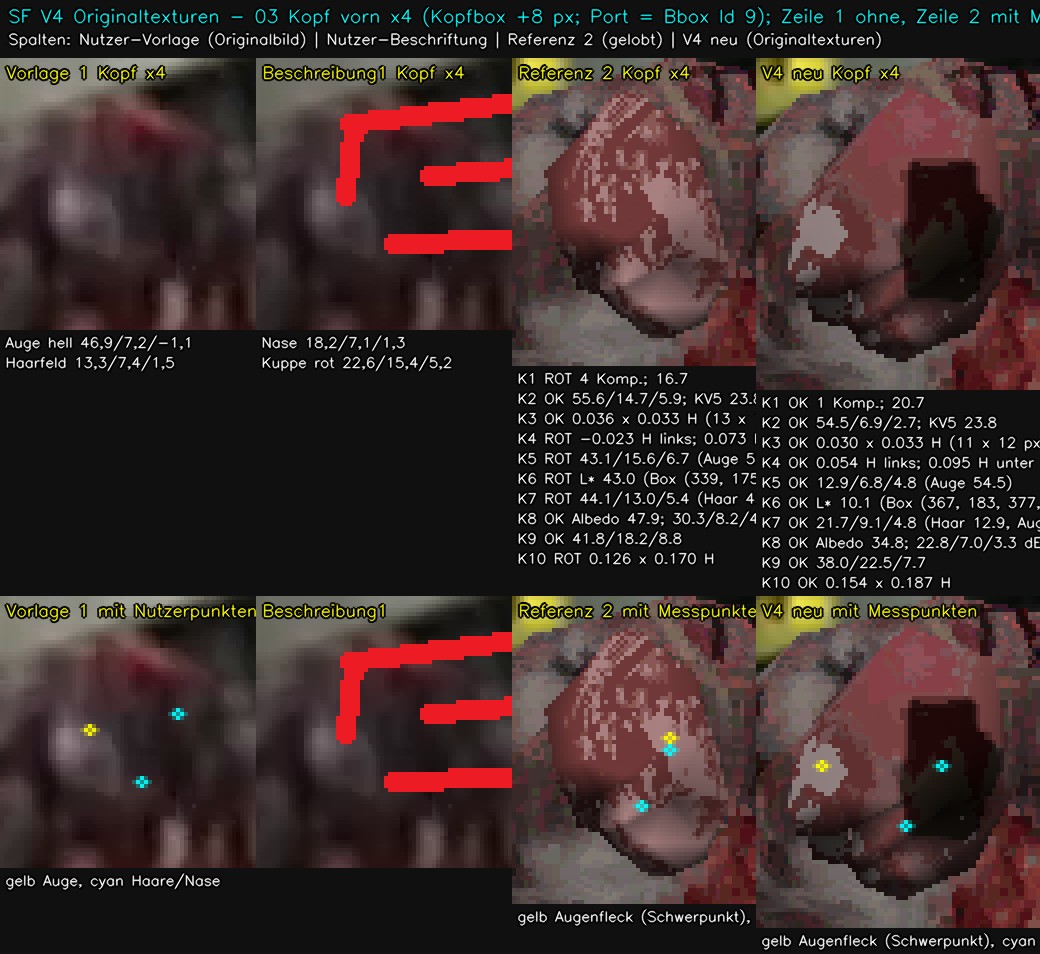 SF V4 Originaltexturen – 03 Kopf vorn x4 (Kopfbox +8 px; Port = Bbox Id 9); Zeile 1 ohne, Zeile 2 mit
Spalten: Nutzer-Vorlage (Originalbild) | Nutzer-Beschriftung | Referenz 2 (gelobt) | V4 neu (Originaltexturen)
Vorlage 1 Kopf x4
Beschreibung1 Kopf x4
Referenz 2 Kopf x4
V4 neu Kopf x4
Auge hell 46,9/7,2/−1,1
Haarfeld 13,3/7,4/1,5
Nase 18,2/7,1/1,3
Kuppe rot 22,6/15,4/5,2
K1 ROT 4 Komp.; 16.7
K2 OK 55.6/14.7/5.9; KV5 23.8
K3 OK 0.036 x 0.033 H (13 x
K4 ROT −0.023 H links; 0.073
K5 ROT 43.1/15.6/6.7 (Auge 5
K6 ROT L* 43.0 (Box (339, 175
K7 ROT 44.1/13.0/5.4 (Haar 4
K8 OK Albedo 47.9; 30.3/8.2/4
K9 OK 41.8/18.2/8.8
K10 ROT 0.126 x 0.170 H
K1 OK 1 Komp.; 20.7
K2 OK 54.5/6.9/2.7; KV5 23.8
K3 OK 0.030 x 0.033 H (11 x 12 px
K4 OK 0.054 H links; 0.095 H unter
K5 OK 12.9/6.8/4.8 (Auge 54.5)
K6 OK L* 10.1 (Box (367, 183, 377,
K7 OK 21.7/9.1/4.8 (Haar 12.9, Aug
K8 OK Albedo 34.8; 22.8/7.0/3.3 dE
K9 OK 38.0/22.5/7.7
K10 OK 0.154 x 0.187 H
Vorlage 1 mit Nutzerpunkten
Beschreibung1
Referenz 2 mit Messpunkte
V4 neu mit Messpunkten
gelb Auge, cyan Haare/Nase
gelb Augenfleck (Schwerpunkt),
gelb Augenfleck (Schwerpunkt), cyan